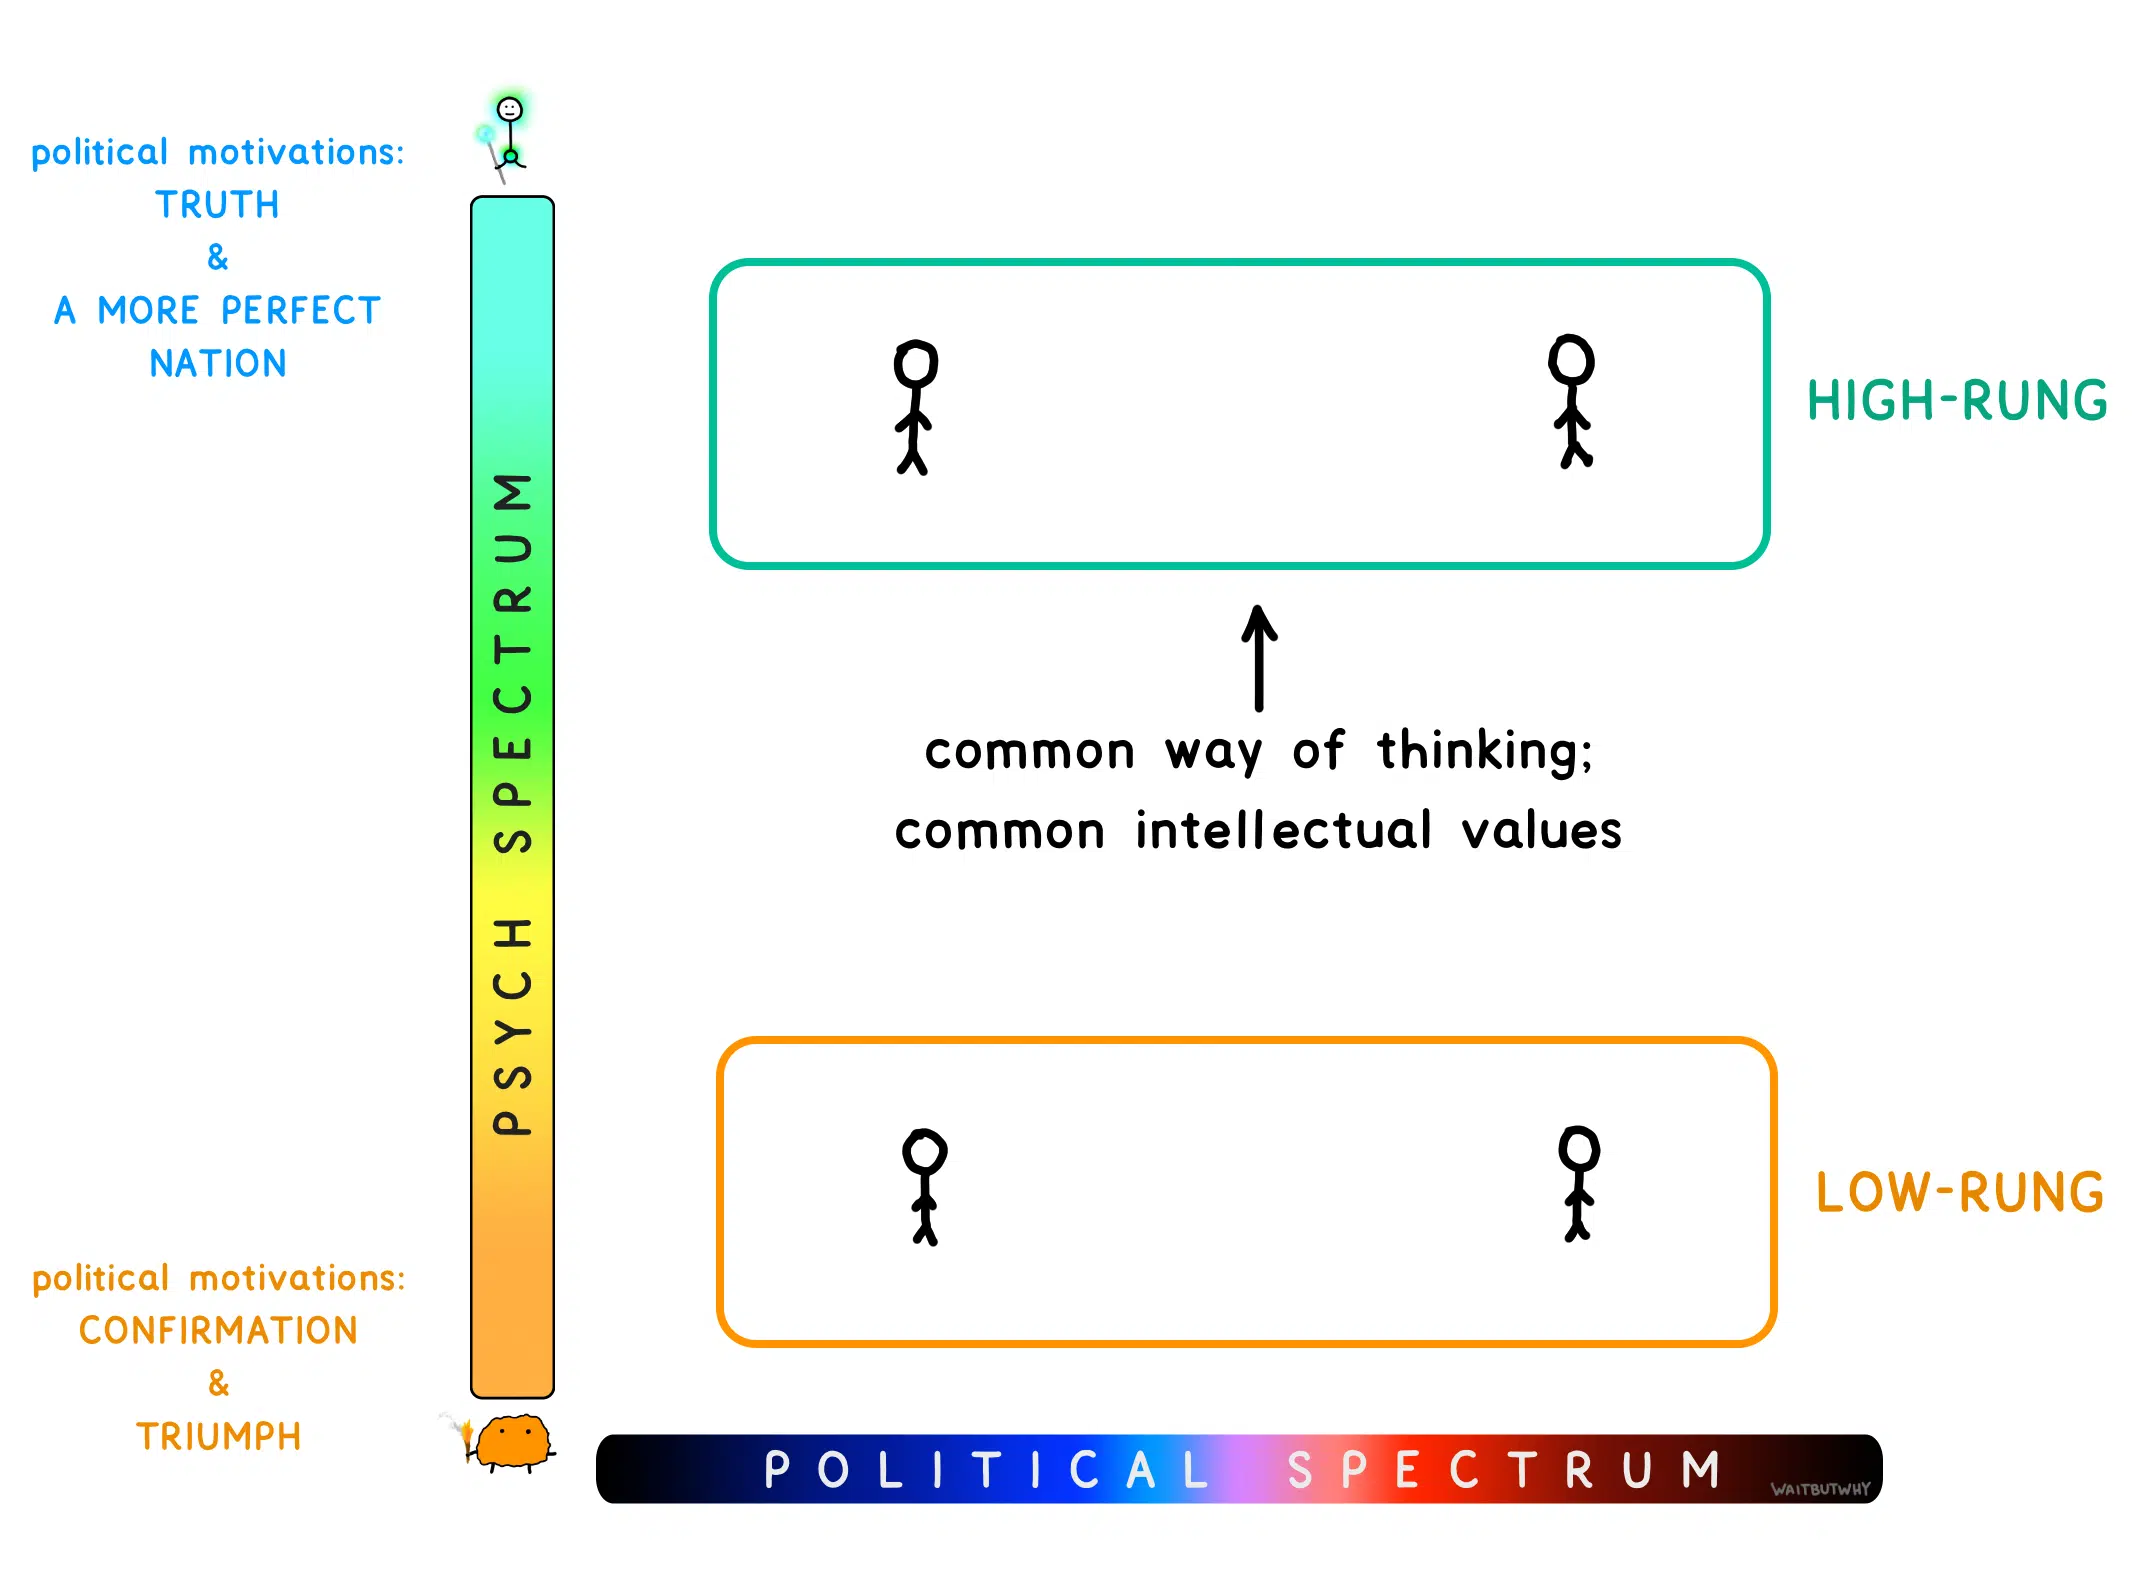 political motivations:
TRUTH
&
A MORE PERFECT
NATION
PSYCH SPECTRUM
HIGH-RUNG
common way of thinking;
common intellectual values
LOW-RUNG
political motivations:
CONFIRMATION
&
TRIUMPH
POLITICAL SPECTRUM
WAITBUTWHY